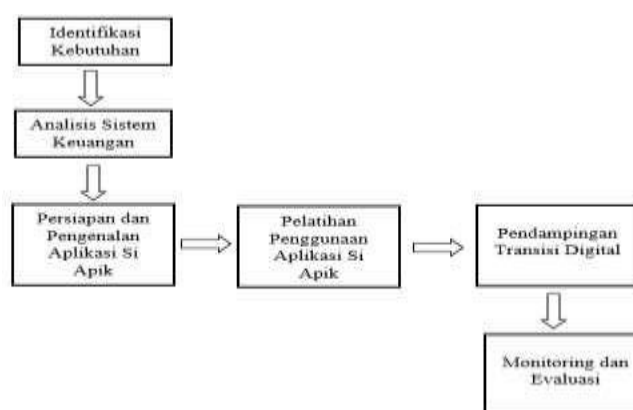 Identifikasi
Kebutuhan
Analisis Sistem
Keuangan
Persiapan dan
Pengenalan
Aplikasi Si
Apik
Pelatihan
Penggunaan
Aplikasi Si
Apik
Pendampingan
Transisi Digital
Monitoring dan
Evaluasi